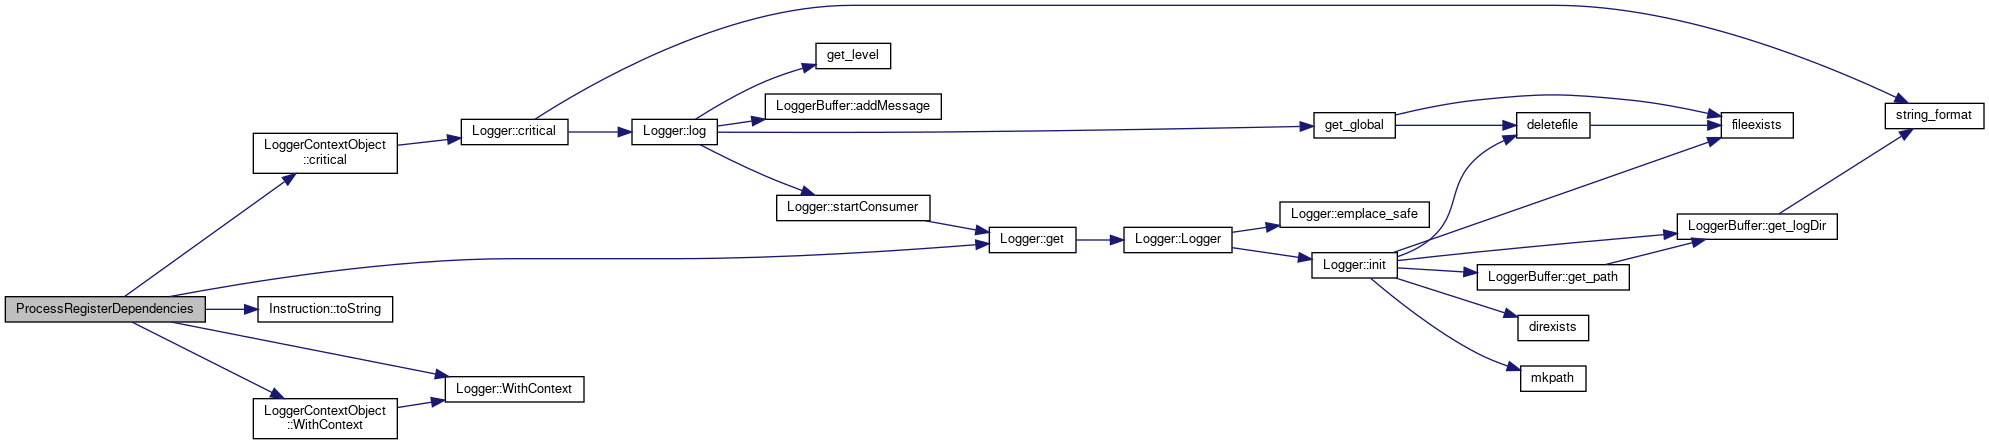 ProcessRegisterDependencies
LoggerContextObject
::critical
Instruction::toString
LoggerContextObject
::WithContext
Logger::critical
Logger::WithContext
Logger::log
get_level
LoggerBuffer::addMessage
Logger::startConsumer
Logger::get
Logger::Logger
Logger::emplace_safe
get_global
Logger::init
deletefile
LoggerBuffer::get_path
direxists
mkpath
fileexists
LoggerBuffer::get_logDir
string_format